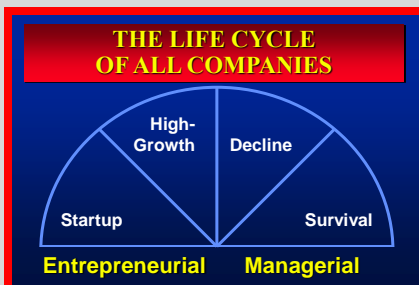 THE LIFE CYCLE
OF ALL COMPANIES
High-
Growth
Decline
Startup
Survival
Entrepreneurial
Managerial